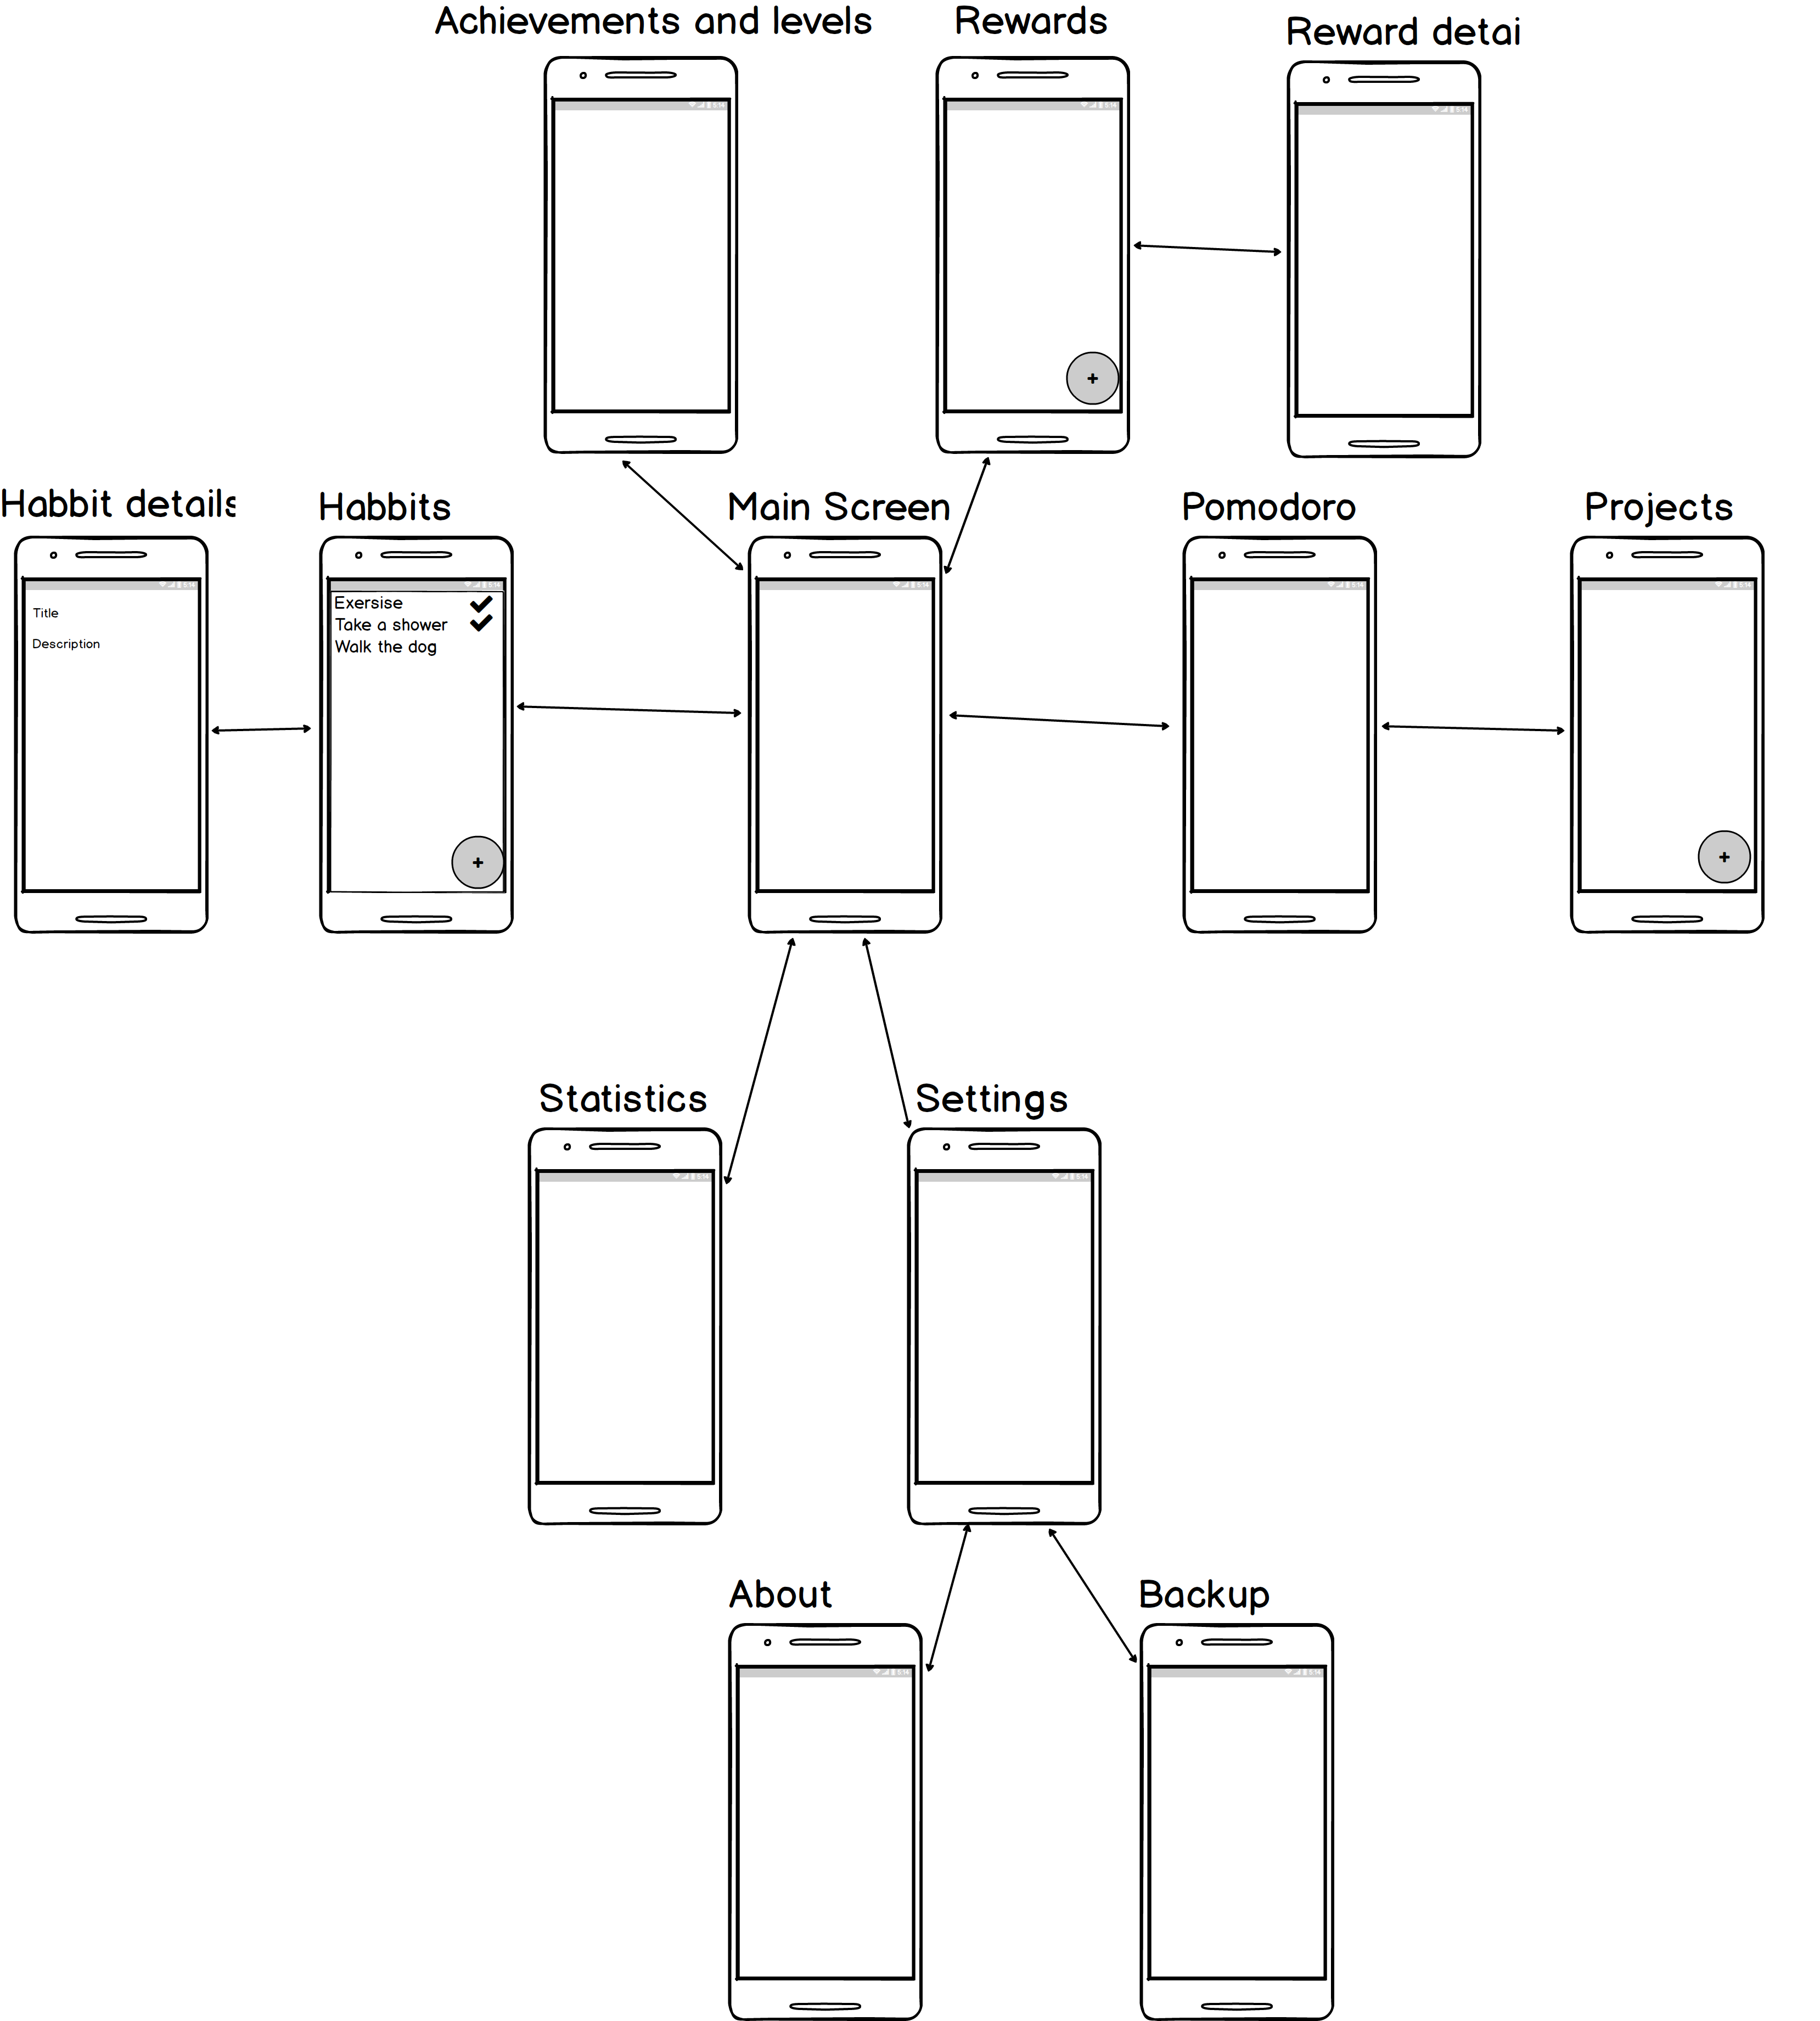 Achievements and levels
Rewards
Reward detai
Habbit details
Habbits
Main Screen
Pomodoro
Projects
Title
Description
Exersise
Take a shower
Walk the dog
+
+
+
Statistics
Settings
About
Backup